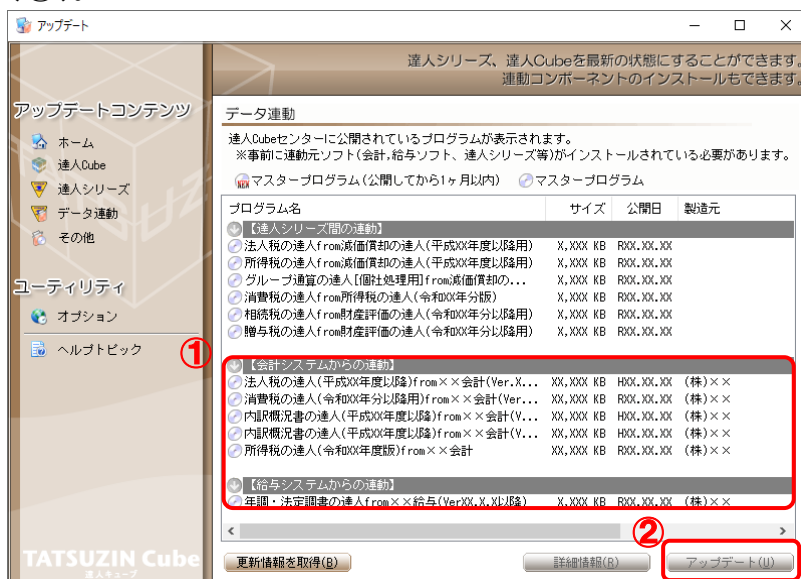 アップデート
達人シリーズ、達人Cubeを最新の状態にすることができます。
連動コンポーネントのインストールもできます。
アップデートコンテンツ
ホーム
達人Cube
達人シリーズ
データ連動
その他
ユーティリティ
オプション
ヘルプトピック
データ連動
達人Cubeセンターに公開されているプログラムが表示されます。
※事前に連動元ソフト(会計,給与ソフト、達人シリーズ等)がインストールされている必要があります。
NEW マスタープログラム(公開してから1ヶ月以内) マスタープログラム
プログラム名 サイズ 公開日 製造元
【達人シリーズ間の連動】
法人税の達人from減価償却の達人(平成XX年度以降用) X,XXX KB RXX.XX.XX
所得税の達人from減価償却の達人(平成XX年度以降用) X,XXX KB RXX.XX.XX
グループ通算の達人[個社処理用]from減価償却の... X,XXX KB RXX.XX.XX
消費税の達人from所得税の達人(令和XX年分版) X,XXX KB RXX.XX.XX
相続税の達人from財産評価の達人(令和XX年分以降用) X,XXX KB RXX.XX.XX
贈与税の達人from財産評価の達人(令和XX年分以降用) X,XXX KB RXX.XX.XX
①
【会計システムからの連動】
法人税の達人(平成XX年度以降)from××会計(Ver.X... XX,XXX KB HXX.XX.XX (株)××
消費税の達人(令和XX年分以降用)from××会計(Ver... XX,XXX KB RXX.XX.XX (株)××
内訳概況書の達人(平成XX年度以降)from××会計(V... XX,XXX KB HXX.XX.XX (株)××
内訳概況書の達人(平成XX年度以降)from××会計(V... XX,XXX KB RXX.XX.XX (株)××
所得税の達人(令和XX年度版)from××会計 XX,XXX KB RXX.XX.XX (株)××
【給与システムからの連動】
年調・法定調書の達人from××給与(VerXX.X.X以降) X,XXX KB RXX.XX.XX (株)××
②
更新情報を取得(B) 詳細情報(R) アップデート(U)
TATSUZIN Cube
達人キューブ